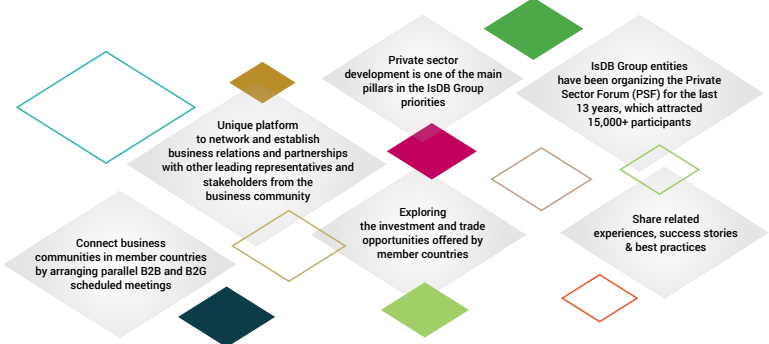 Private sector
development is one of the main
pillars in the IsDB Group
priorities
IsDB Group entities
have been organizing the Private
Sector Forum (PSF) for the last
13 years, which attracted
15,000+ participants
Unique platform
to network and establish
business relations and partnerships
with other leading representatives and
stakeholders from the
business community
Exploring
the investment and trade
opportunities offered by
member countries
Share related
experiences, success stories
& best practices
Connect business
communities in member countries
by arranging parallel B2B and B2G
scheduled meetings